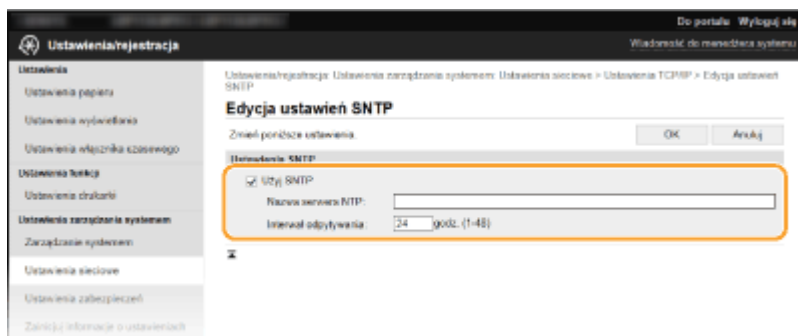 Do portalu Wyloguj się
Ustawienia/rejestracja
Wiadomość do menedżera systemu
Ustawienia
Ustawienia papieru
Ustawienia wyświetlania
Ustawienia włącznika czasowego
Ustawienia funkcji
Ustawienia drukarki
Ustawienia zarządzania systemem
Zarządzanie systemem
Ustawienia sieciowe
Ustawienia zabezpieczeń
Zainicjuj informacje o ustawieniach
Ustawienia/rejestracja: Ustawienia zarządzania systemem: Ustawienia sieciowe > Ustawienia TCP/IP > Edycja ustawień
SNTP
Edycja ustawień SNTP
Zmień poniższe ustawienia.
OK
Anuluj
Ustawienia SNTP
Użyj SNTP
Nazwa serwera NTP:
Interwał odpytywania:
24 godz. (1-48)